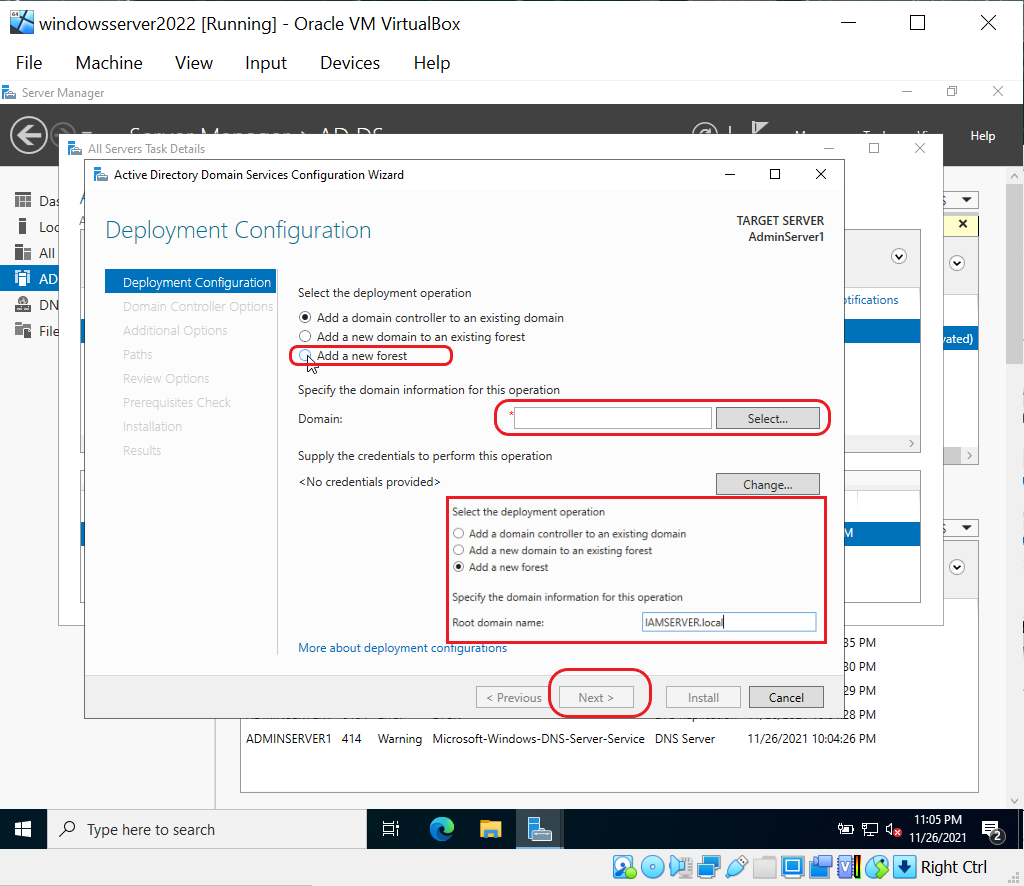 windowsserver2022 [Running] - Oracle VM VirtualBox
File Machine View Input Devices Help
Server Manager
Server Manager AD DS
Help
All Servers Task Details
Active Directory Domain Services Configuration Wizard
Deployment Configuration
TARGET SERVER
AdminServer1
All
AD
DN
File
Deployment Configuration
Domain Controller Options
Additional Options
Paths
Review Options
Prerequisites Check
Installation
Results
Select the deployment operation
Add a domain controller to an existing domain
Add a new domain to an existing forest
Add a new forest
Specify the domain information for this operation
Domain:
*
Select...
Supply the credentials to perform this operation
<No credentials provided>
Change...
Select the deployment operation
Add a domain controller to an existing domain
Add a new domain to an existing forest
Add a new forest
Specify the domain information for this operation
Root domain name: IAMSERVER.local
More about deployment configurations
< Previous Next > Install Cancel
35 PM
30 PM
29 PM
28 PM
ADMINSERVER1 414 Warning Microsoft-Windows-DNS-Server-Service DNS Server 11/26/2021 10:04:26 PM
Type here to search
11:05 PM
11/26/2021
2
Right Ctrl